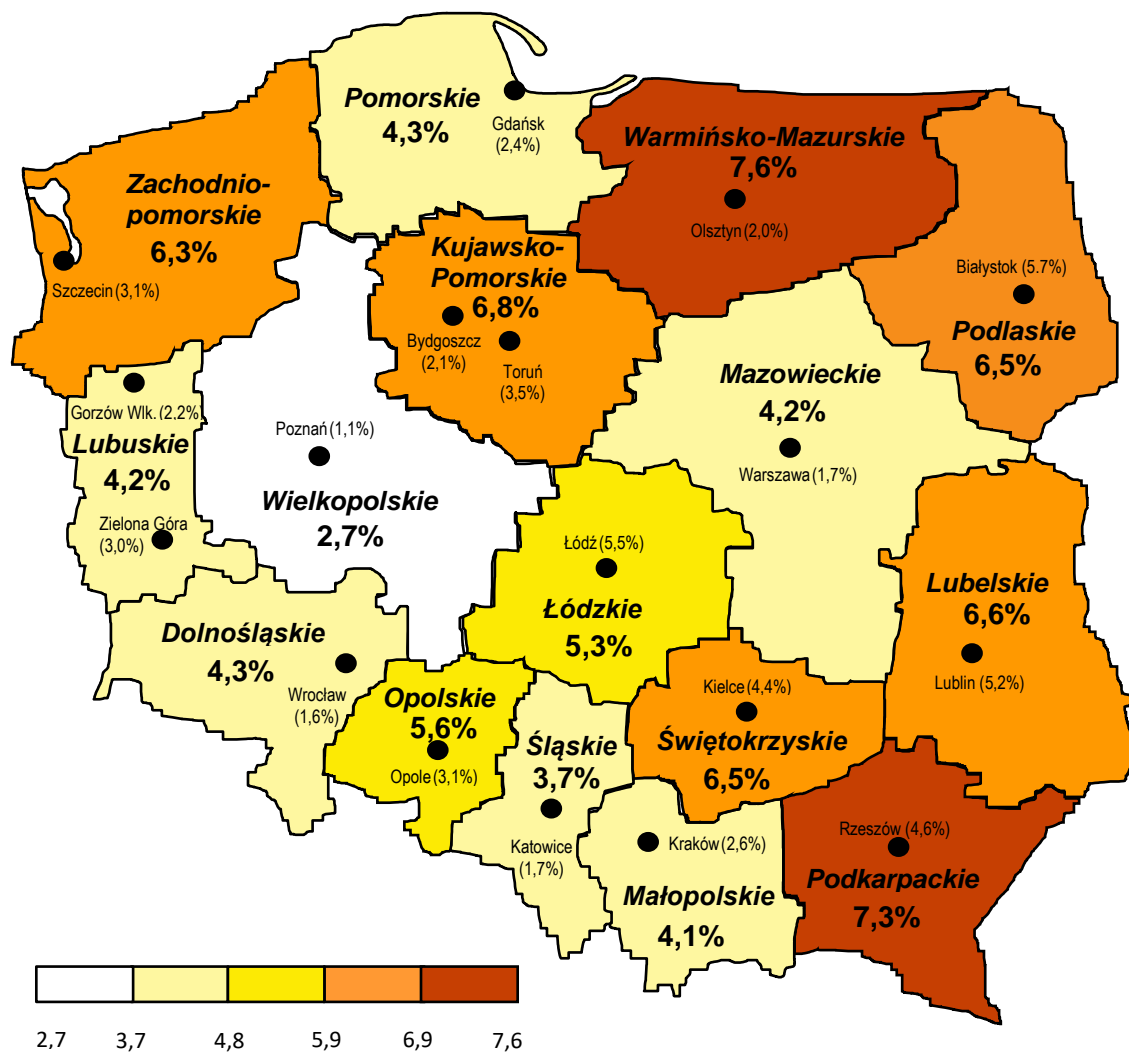 Pomorskie
4,3%
Gdańsk
(2,4%)
Warmińsko-Mazurskie
7,6%
Olsztyn (2,0%)
Zachodnio-
pomorskie
6,3%
Szczecin (3,1%)
Kujawsko-
Pomorskie
6,8%
Bydgoszcz
(2,1%)
Toruń
(3,5%)
Białystok (5.7%)
Podlaskie
6,5%
Mazowieckie
4,2%
Warszawa (1,7%)
Gorzów Wlk. (2,2%
Lubuskie
4,2%
Zielona Góra
(3,0%)
Poznań (1,1%)
Wielkopolskie
2,7%
Łódź (5,5%)
Łódzkie
5,3%
Lubelskie
6,6%
Lublin (5,2%)
Dolnośląskie
4,3%
Wrocław
(1,6%)
Opolskie
5,6%
Opole (3,1%)
Śląskie
3,7%
Katowice
(1,7%)
Kielce (4,4%)
Świętokrzyskie
6,5%
Kraków (2,6%)
Małopolskie
4,1%
Rzeszów (4,6%)
Podkarpackie
7,3%
2,7 3,7 4,8 5,9 6,9 7,6